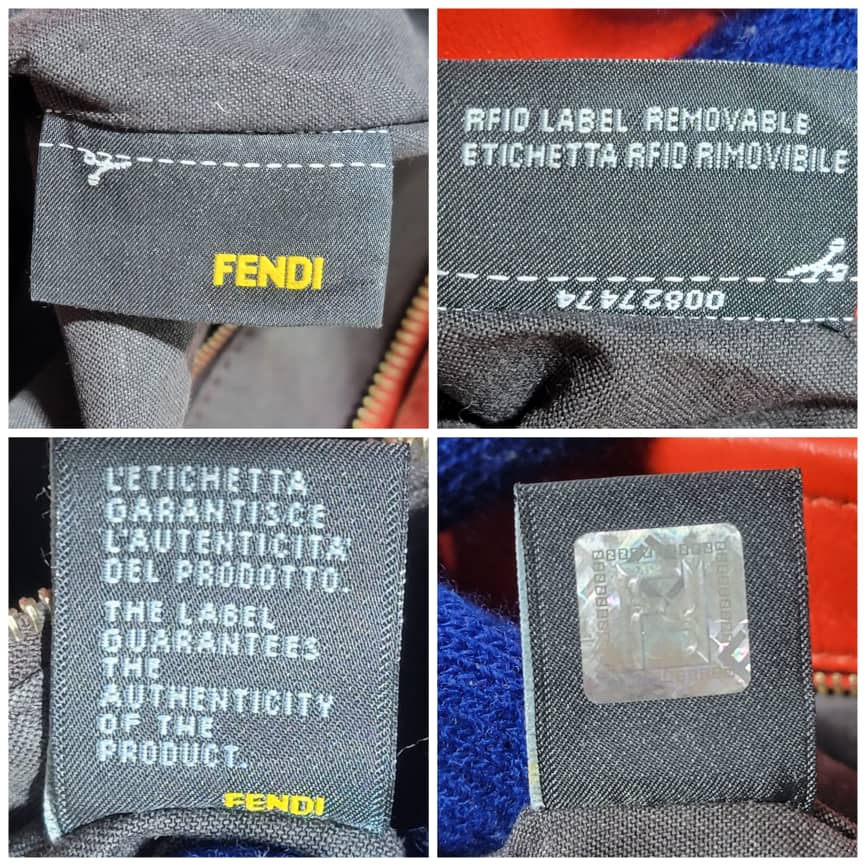 FENDI
RFID LABEL REMOVABLE
ETICHETTA RFID RIMOVIBILE
00827474
L'ETICHETTA
GARANTISCE
L'AUTENTICITA'
DEL PRODOTTO.
THE LABEL
GUARANTEES
THE
AUTHENTICITY
OF THE
PRODUCT.
FENDI